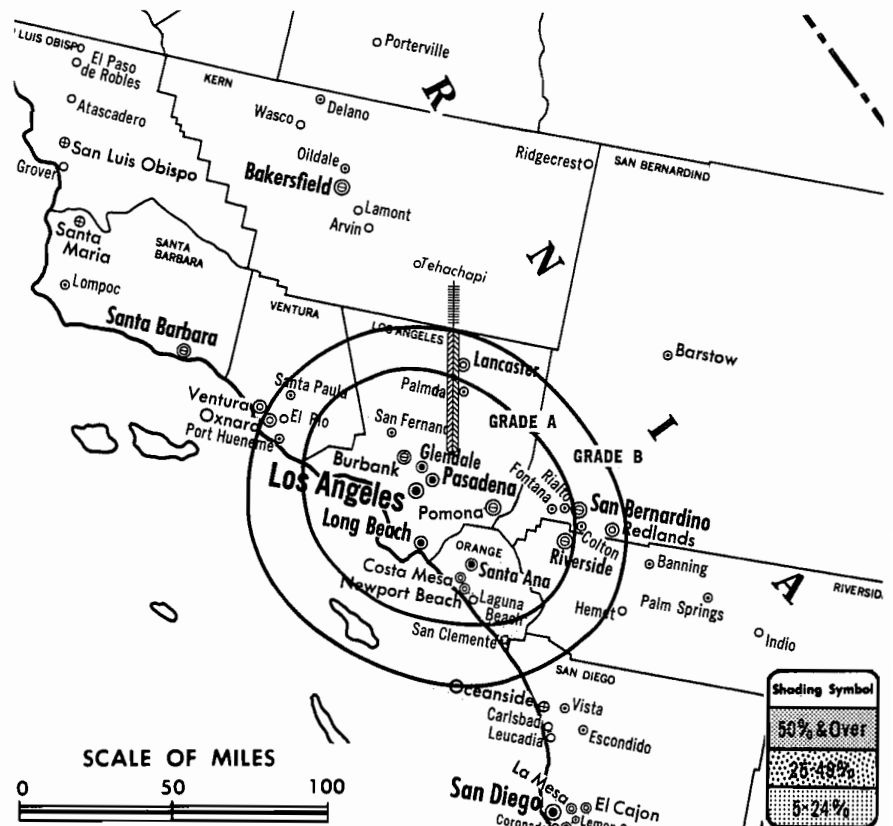 LUIS OBISPO
El Paso
de Robles
Porterville
KERN
Atascadero
Wasco
Delano
R
San Luis Obispo
Oildale
Ridgecrest
SAN BERNARDINO
Grover
Bakersfield
Lamont
Arvin
Santa
Maria
SANTA
BARBARA
N
Tehachapi
Lompoc
VENTURA
Santa Barbara
LOS ANGELES
Barstow
Lancaster
Santa Paula
Ventura
Oxnard
El Rio
Port Hueneme
San Fernand
GRADE A
I
GRADE B
Burbank
Glendale
Los Angeles
Pasadena
Fontana
Rialto
San Bernardino
Pomona
Redlands
Long Beach
Colton
ORANGE
Riverside
Costa Mesa
Santa Ana
Banning
A
RIVERSID
Newport Beach
Laguna
Beach
Hemet
Palm Springs
San Clemente
Indio
SAN DIEGO
Oceanside
Vista
Carlsbad
Leucadia
Escondido
La Mesa
San Diego
El Cajon
Shading Symbol
50% & Over
25-49%
5-24%
SCALE OF MILES
0 50 100